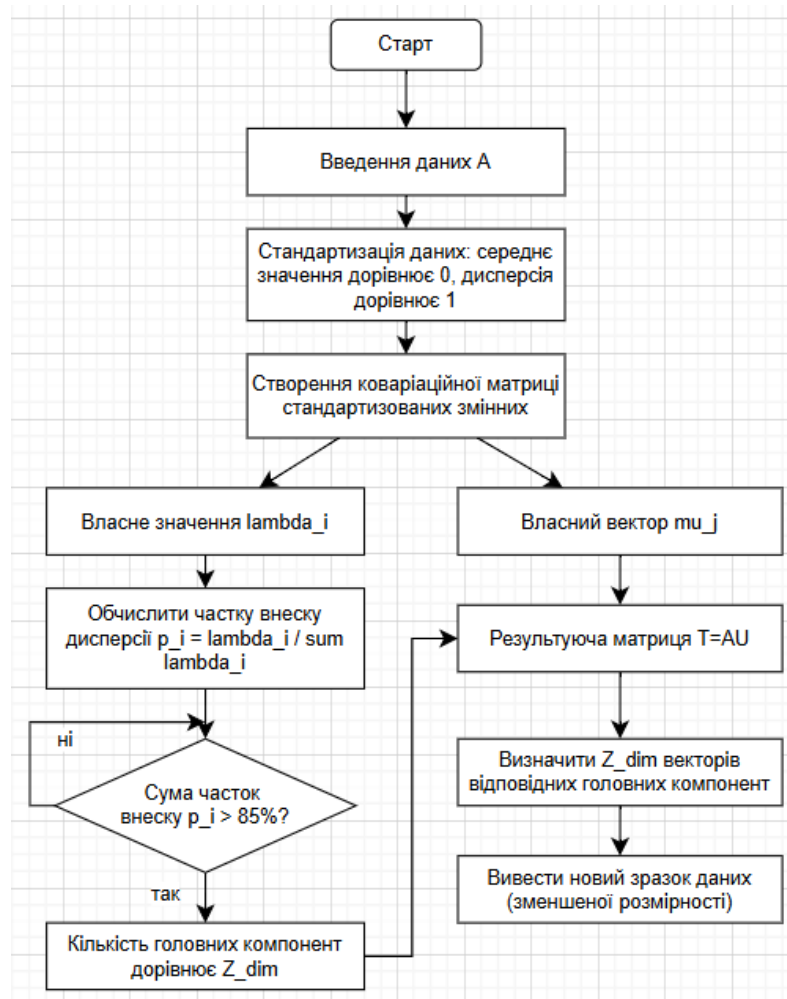 Старт
Введення даних A
Стандартизація даних: середнє
значення дорівнює 0, дисперсія
дорівнює 1
Створення коваріаційної матриці
стандартизованих змінних
Власне значення lambda_i
Власний вектор mu_j
Обчислити частку внеску
дисперсії p_i = lambda_i / sum
lambda_i
Результуюча матриця T=AU
ні
Сума часток
внеску p_i > 85%?
Визначити Z_dim векторів
відповідних головних компонент
так
Вивести новий зразок даних
(зменшеної розмірності)
Кількість головних компонент
дорівнює Z_dim